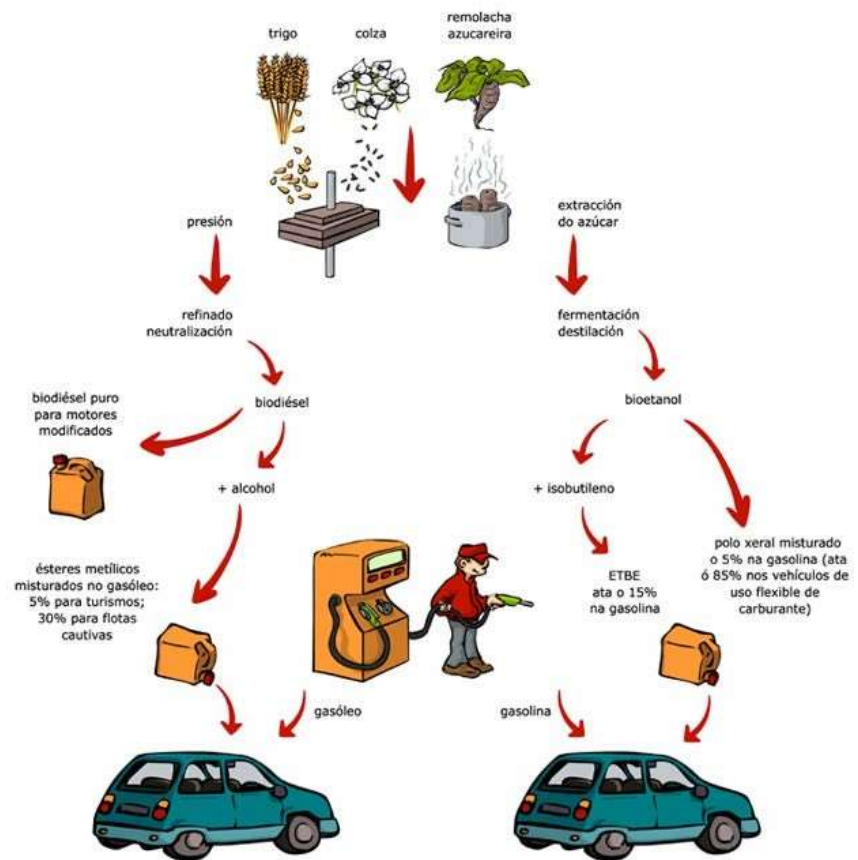 trigo
colza
remolacha
azucareira
presión
extracción
do azúcar
refinado
neutralización
fermentación
destilación
biodiésel puro
para motores
modificados
biodiésel
bioetanol
+ alcohol
+ isobutileno
ésteres metílicos
misturados no gasóleo:
5% para turismos;
30% para flotas
cautivas
ETBE
ata o 15%
na gasolina
polo xeral misturado
o 5% na gasolina (ata
ó 85% nos vehículos de
uso flexible de
carburante)
gasóleo
gasolina